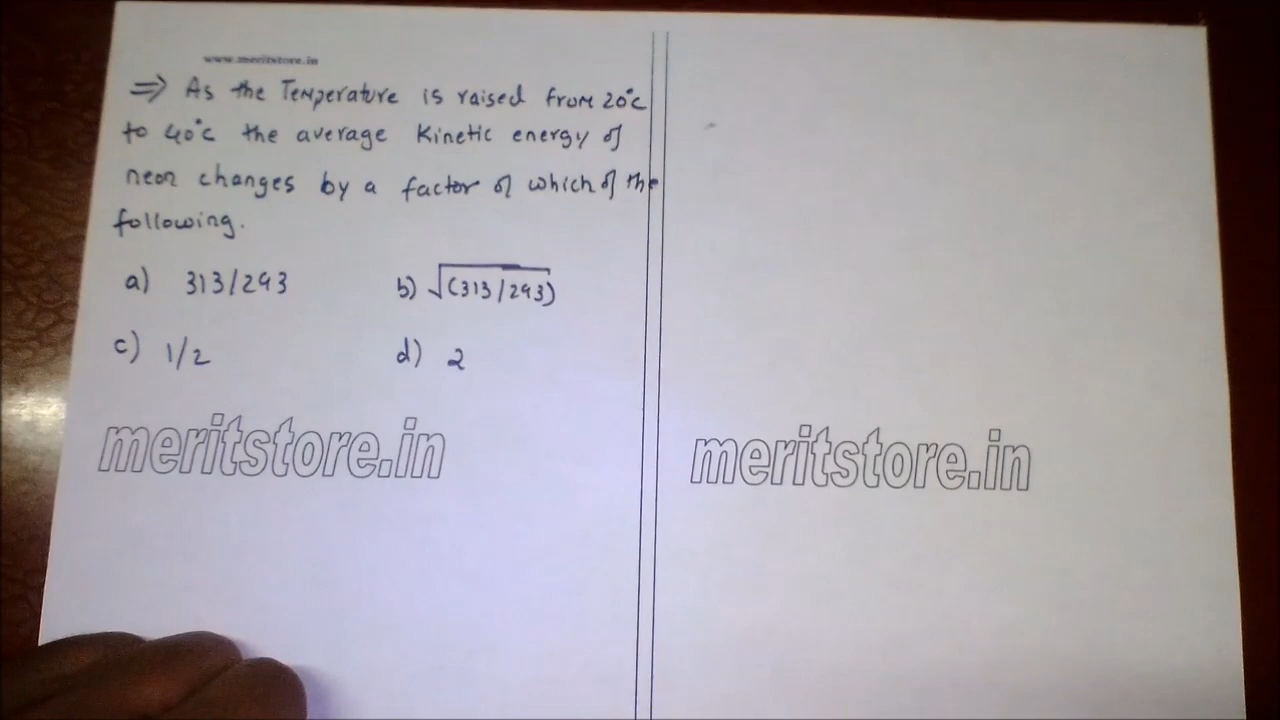 www.meritstore.in
⇒ As the Temperature is raised from 20°c
to 40°c the average Kinetic energy of
neon changes by a factor of which of the
following.
a) 313/293 b) √(313/293)
c) 1/2 d) 2
meritstore.in meritstore.in